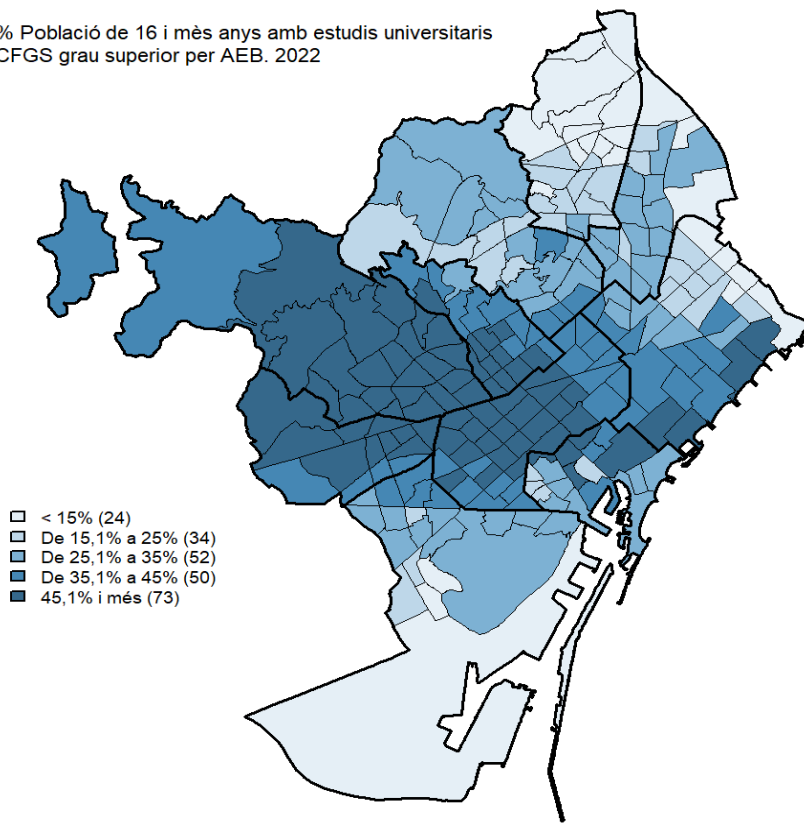 % Població de 16 i mès anys amb estudis universitaris
CFGS grau superior per AEB. 2022
< 15% (24)
De 15,1% a 25% (34)
De 25,1% a 35% (52)
De 35,1% a 45% (50)
45,1% i més (73)